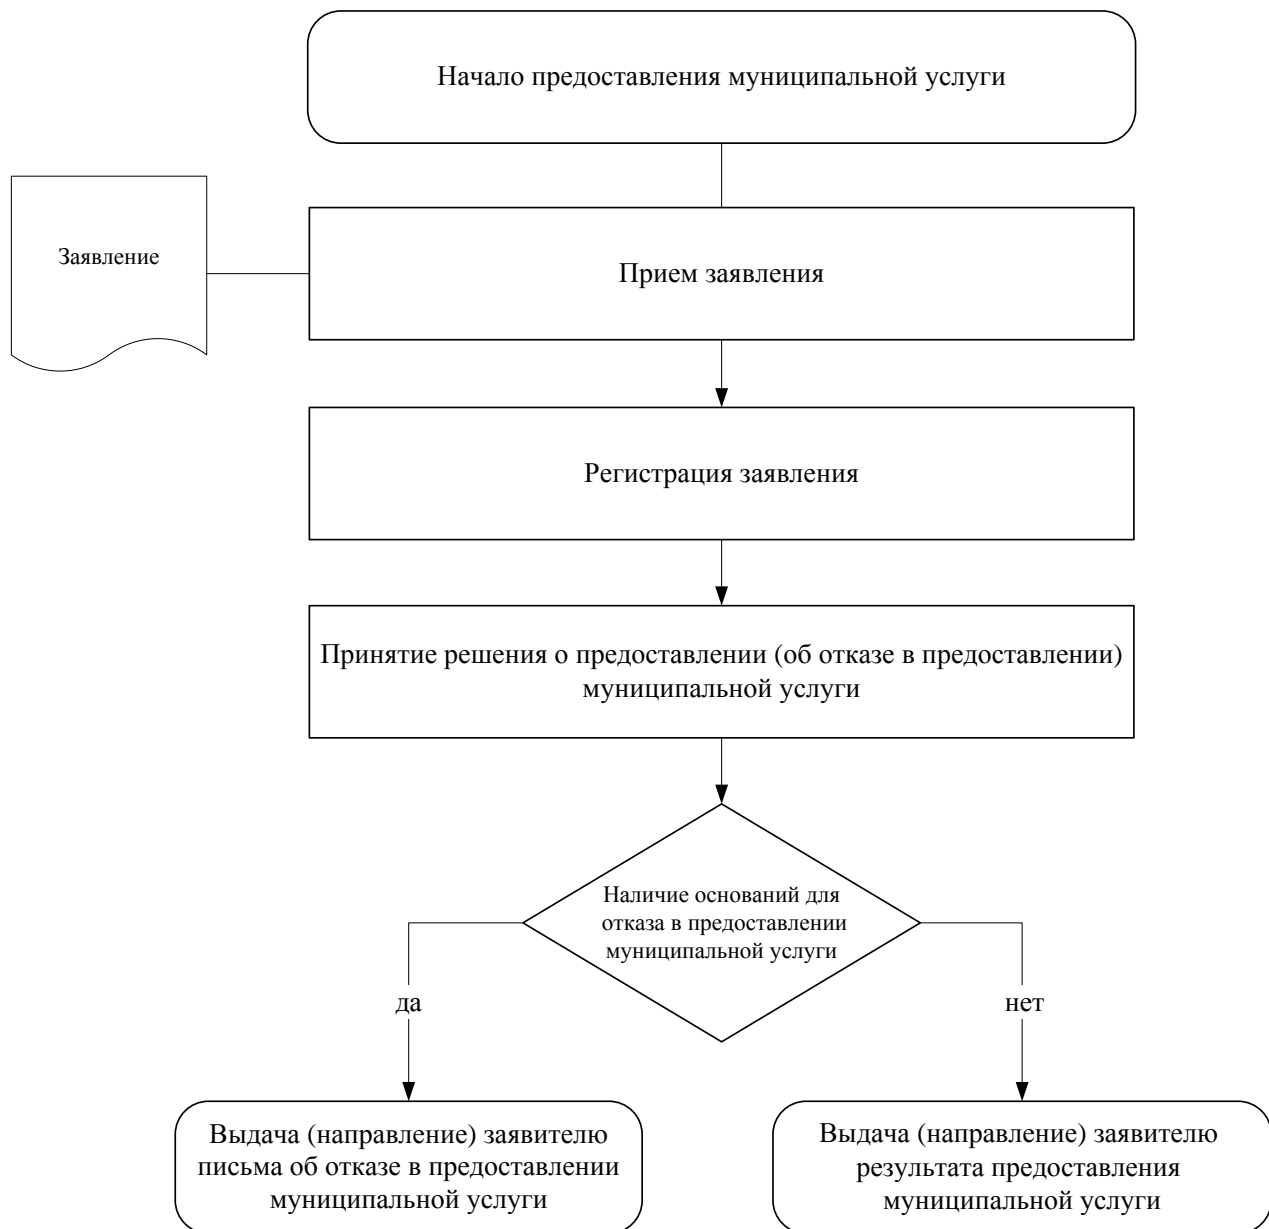 Начало предоставления муниципальной услуги
Заявление
Прием заявления
Регистрация заявления
Принятие решения о предоставлении (об отказе в предоставлении)
муниципальной услуги
Наличие оснований для
отказа в предоставлении
муниципальной услуги
да
нет
Выдача (направление) заявителю
письма об отказе в предоставлении
муниципальной услуги
Выдача (направление) заявителю
результата предоставления
муниципальной услуги